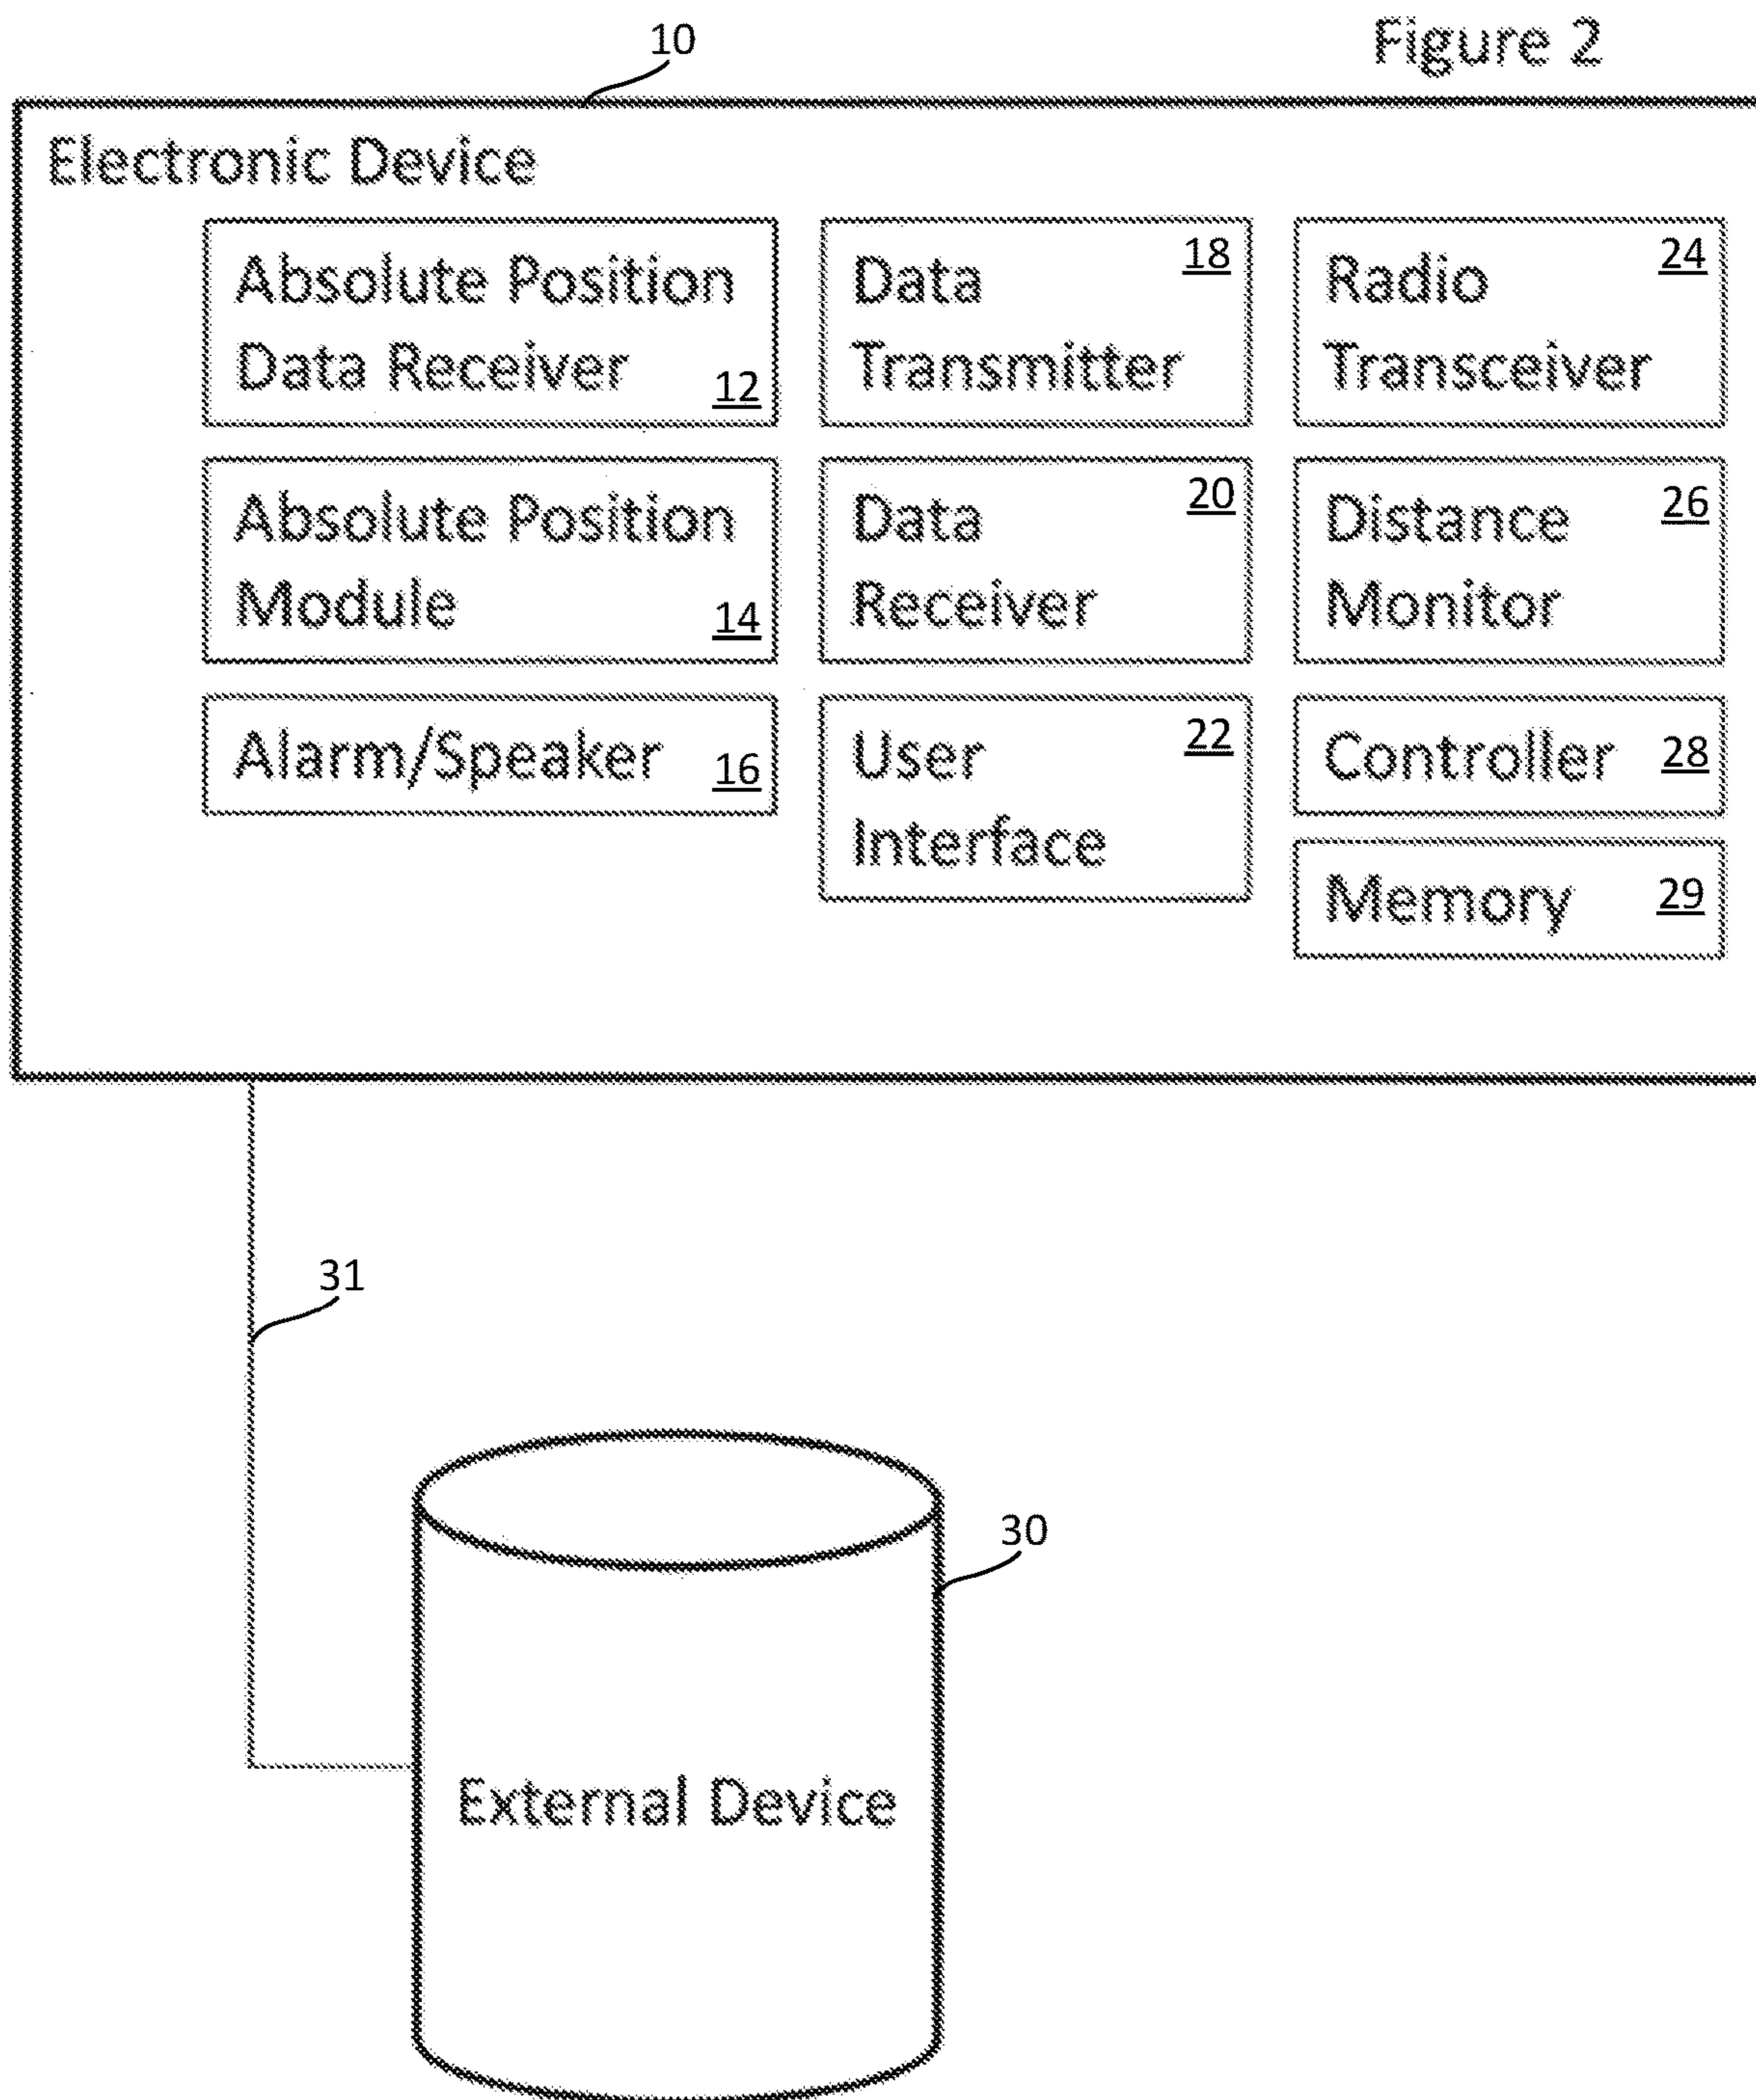 Figure 2
10
Electronic Device
Absolute Position
Data Receiver 12
Data 18
Transmitter
Radio 24
Transceiver
Absolute Position
Module 14
Data 20
Receiver
Distance 26
Monitor
Alarm/Speaker 16
User 22
Interface
Controller 28
Memory 29
31
30
External Device